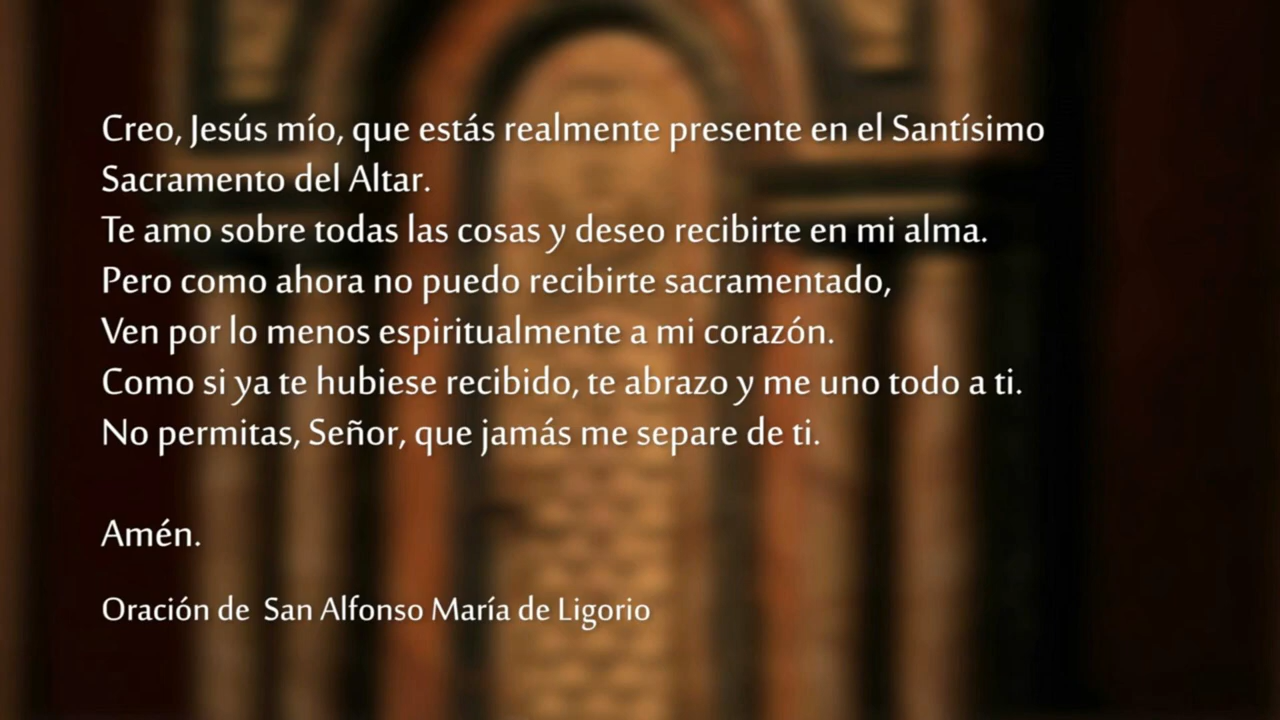 Creo, Jesús mío, que estás realmente presente en el Santísimo
Sacramento del Altar.
Te amo sobre todas las cosas y deseo recibirte en mi alma.
Pero como ahora no puedo recibirte sacramentado,
Ven por lo menos espiritualmente a mi corazón.
Como si ya te hubiese recibido, te abrazo y me uno todo a ti.
No permitas, Señor, que jamás me separe de ti.
Amén.
Oración de  San Alfonso María de Ligorio